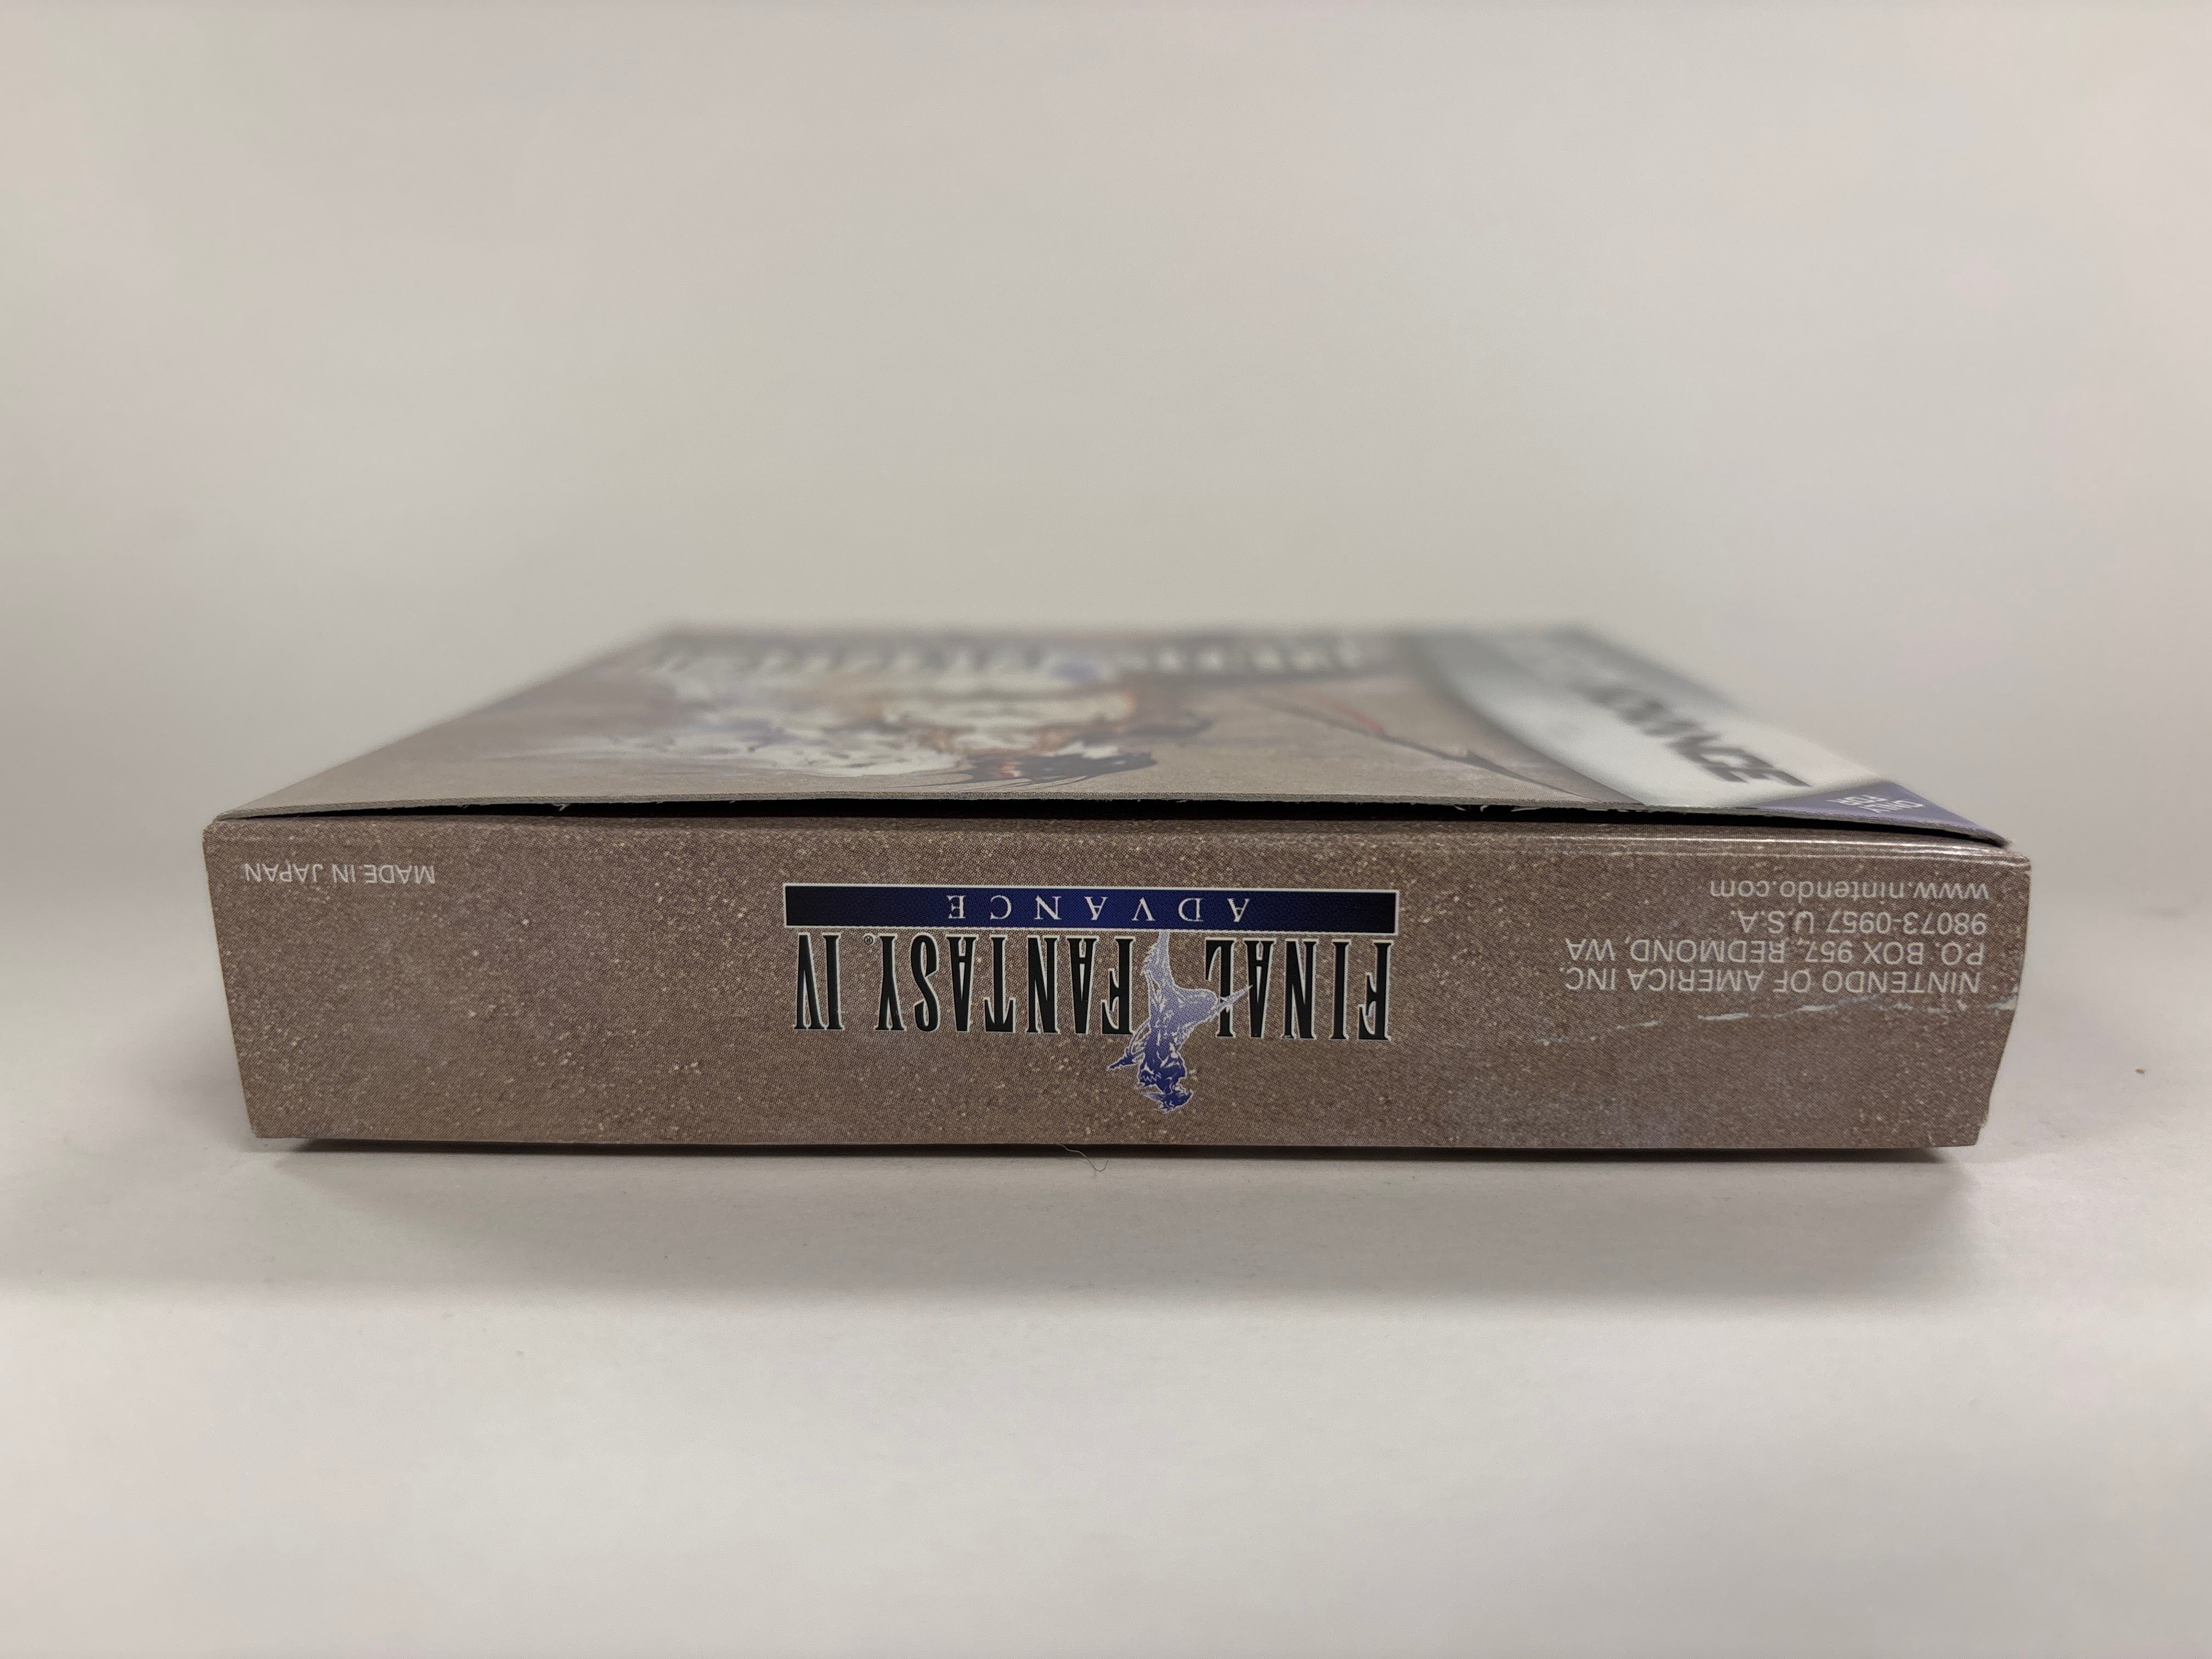 NINTENDO OF AMERICA INC.
P.O. BOX 957, REDMOND, WA
98073-0957 U.S.A.
www.nintendo.com
FINAL FANTASY IV®
ADVANCE
MADE IN JAPAN
ADVANCE